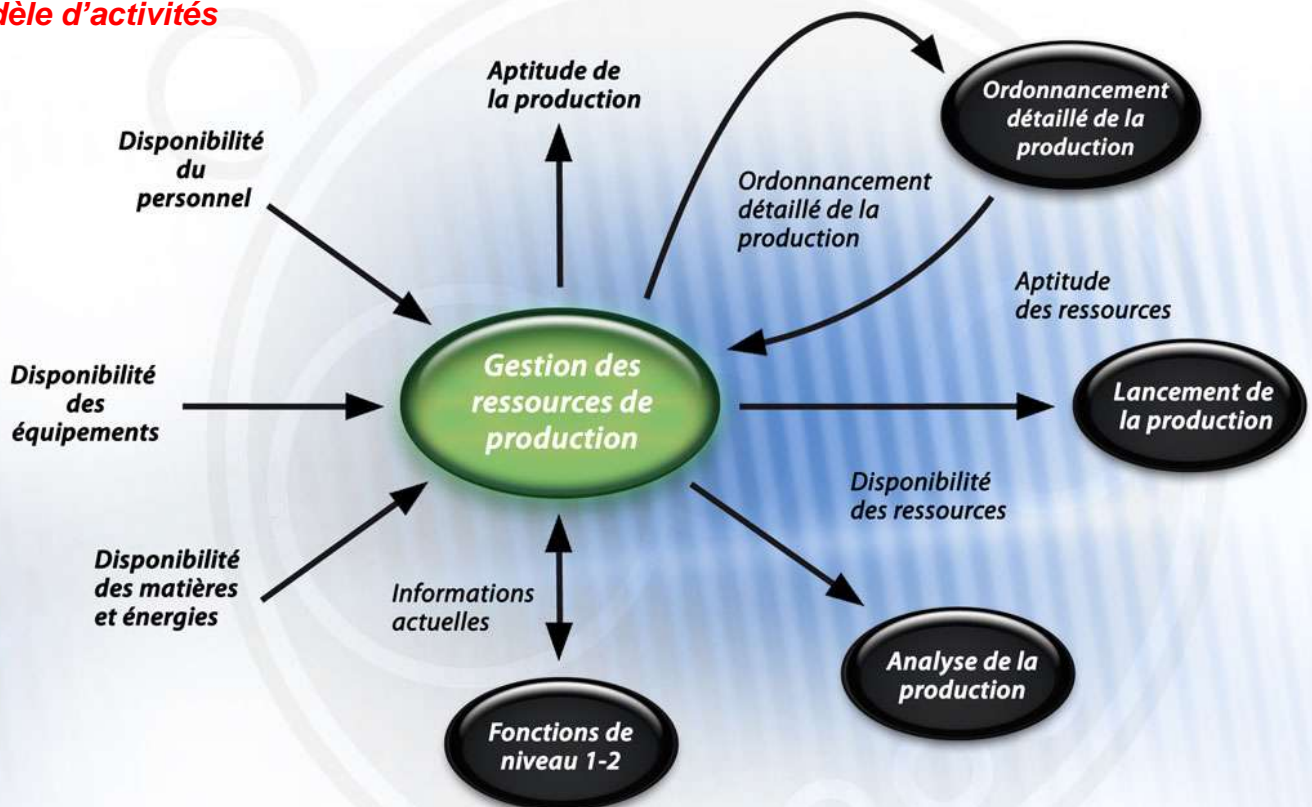 dèle d’activités
Aptitude de
la production
Ordonnancement
détaillé de la
production
Disponibilité
du
personnel
Ordonnancement
détaillé de la
production
Aptitude
des ressources
Gestion des
ressources de
production
Disponibilité
des
équipements
Lancement de
la production
Disponibilité
des ressources
Disponibilité
des matières
et énergies
Informations
actuelles
Analyse de la
production
Fonctions de
niveau 1-2